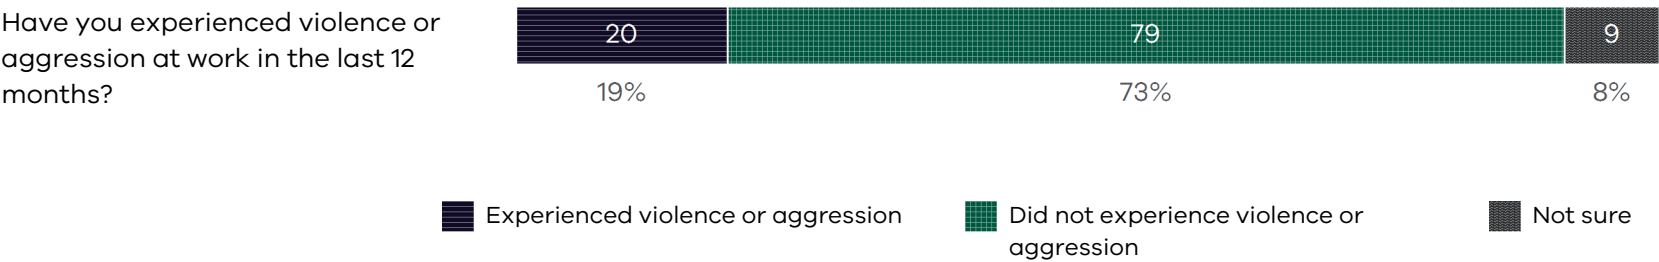 Have you experienced violence or
aggression at work in the last 12
months?
20
79
9
19%
73%
8%
Experienced violence or aggression
Did not experience violence or
aggression
Not sure